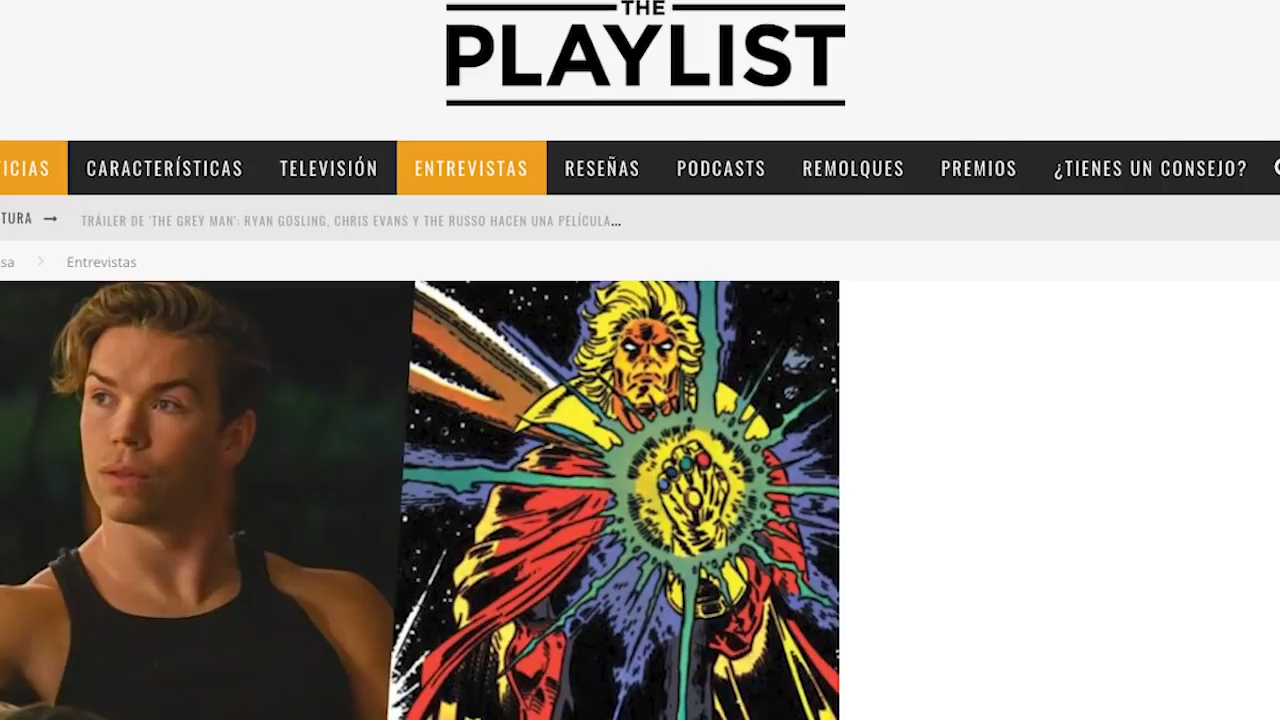 THE
PLAYLIST
ICIAS CARACTERÍSTICAS TELEVISIÓN ENTREVISTAS RESEÑAS PODCASTS REMOLQUES PREMIOS ¿TIENES UN CONSEJO?
TURA → TRÁILER DE 'THE GREY MAN': RYAN GOSLING, CHRIS EVANS Y THE RUSSO HACEN UNA PELÍCULA...
sa > Entrevistas